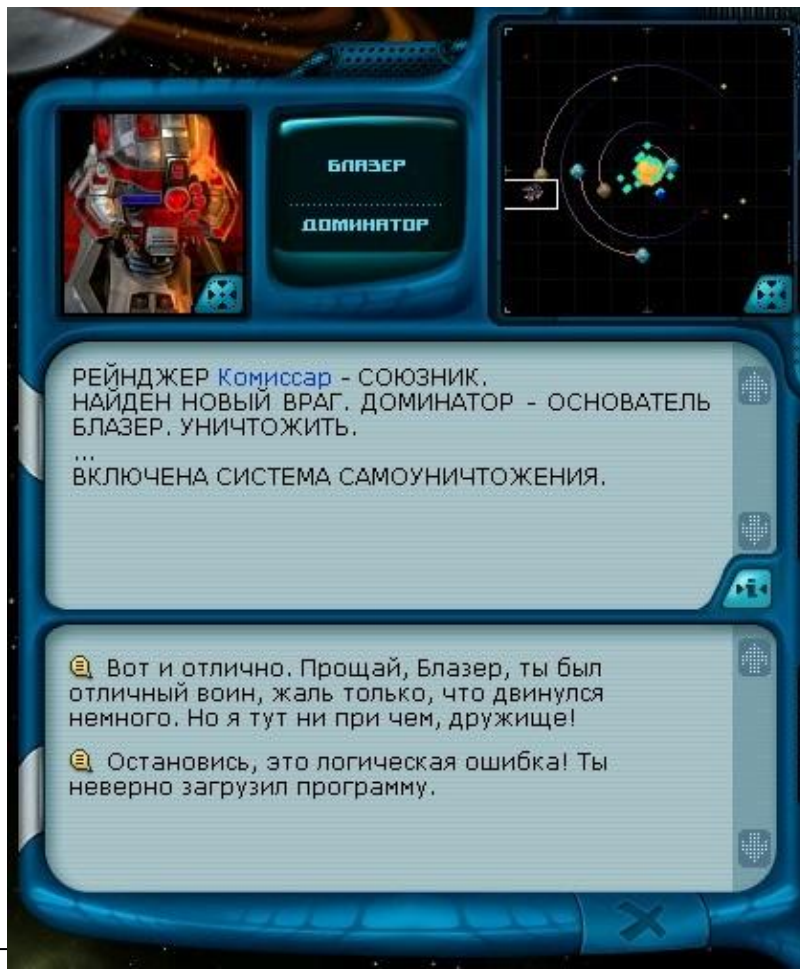 БЛАЗЕР
ДОМИНАТОР
РЕЙНДЖЕР Комиссар - СОЮЗНИК.
НАЙДЕН НОВЫЙ ВРАГ. ДОМИНАТОР - ОСНОВАТЕЛЬ
БЛАЗЕР. УНИЧТОЖИТЬ.
...
ВКЛЮЧЕНА СИСТЕМА САМОУНИЧТОЖЕНИЯ.
Вот и отлично. Прощай, Блазер, ты был
отличный воин, жаль только, что двинулся
немного. Но я тут ни при чем, дружище!
Остановись, это логическая ошибка! Ты
неверно загрузил программу.